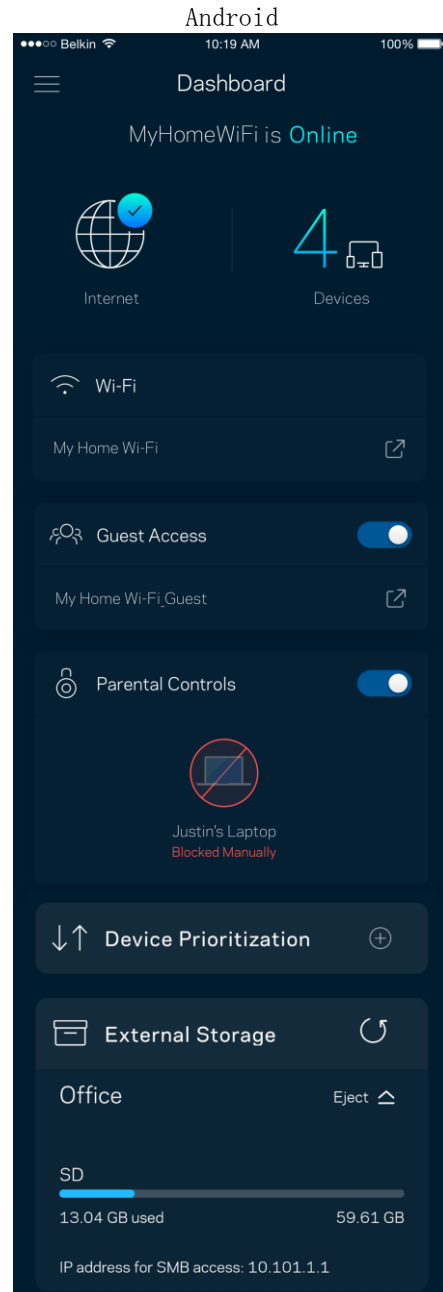 Android
Belkin 10:19 AM 100%
Dashboard
MyHomeWiFi is Online
4
Internet Devices
Wi-Fi
My Home Wi-Fi
Guest Access
My Home Wi-Fi_Guest
Parental Controls
Justin's Laptop
Blocked Manually
Device Prioritization
External Storage
Office Eject
SD
13.04 GB used 59.61 GB
IP address for SMB access: 10.101.1.1